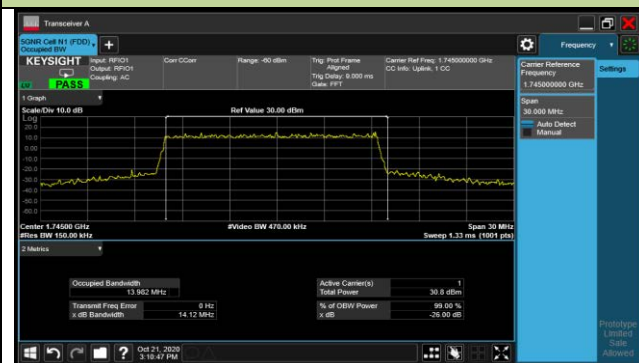 Transceiver A
5GNR Cell N1 (FDD)
Occupied BW
Frequency
KEYSIGHT
Input: RFIO1
Output: RFIO1
Coupling: AC
Corr CCorr
Range: -60 dBm
Trig: Prot Frame
Aligned
Trig Delay: 0.000 ms
Gate: FFT
Carrier Ref Freq: 1.745000000 GHz
CC Info: Uplink, 1 CC
PASS
Carrier Reference
Frequency
1.745000000 GHz
Settings
Span
30.000 MHz
Auto Detect
Manual
1 Graph
Scale/Div 10.0 dB
Ref Value 30.00 dBm
Log
20.0
10.0
0.00
-10.0
-20.0
-30.0
-40.0
-50.0
-60.0
Center 1.74500 GHz
#Video BW 470.00 kHz
Span 30 MHz
#Res BW 150.00 kHz
Sweep 1.33 ms (1001 pts)
2 Metrics
Occupied Bandwidth
13.982 MHz
Active Carrier(s) 1
Total Power 30.8 dBm
Transmit Freq Error 0 Hz
x dB Bandwidth 14.12 MHz
% of OBW Power 99.00 %
x dB -26.00 dB
Prototype
Limited
Sale
Allowed
Oct 21, 2020
3:10:47 PM